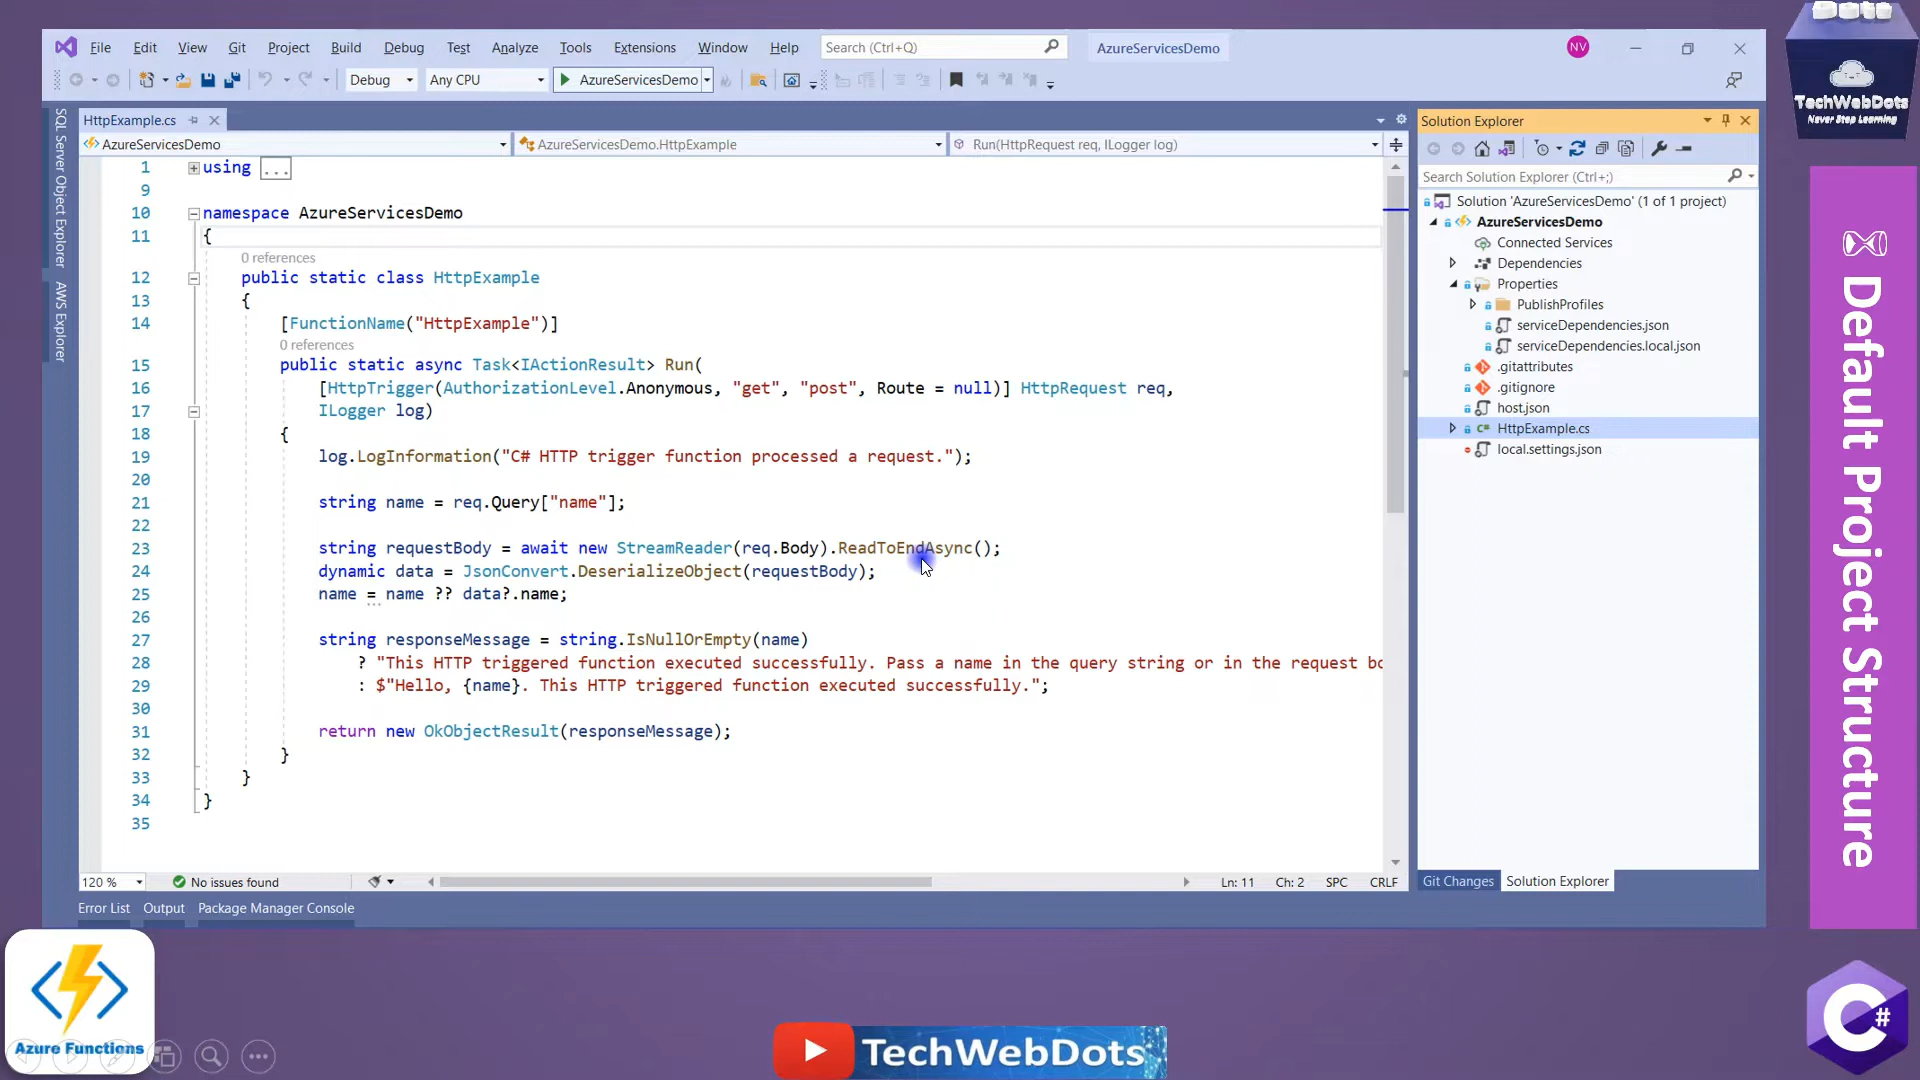 File Edit View Git Project Build Debug Test Analyze Tools Extensions Window Help Search (Ctrl+Q) AzureServicesDemo NV
Debug Any CPU AzureServicesDemo
SQL Server Object Explorer
AWS Explorer
HttpExample.cs
AzureServicesDemo AzureServicesDemo.HttpExample Run(HttpRequest req, ILogger log)
1 using ...
9
10 namespace AzureServicesDemo
11 {
0 references
12 public static class HttpExample
13 {
14 [FunctionName("HttpExample")]
0 references
15 public static async Task<IActionResult> Run(
16 [HttpTrigger(AuthorizationLevel.Anonymous, "get", "post", Route = null)] HttpRequest req,
17 ILogger log)
18 {
19 log.LogInformation("C# HTTP trigger function processed a request.");
20
21 string name = req.Query["name"];
22
23 string requestBody = await new StreamReader(req.Body).ReadToEndAsync();
24 dynamic data = JsonConvert.DeserializeObject(requestBody);
25 name = name ?? data?.name;
26
27 string responseMessage = string.IsNullOrEmpty(name)
28 ? "This HTTP triggered function executed successfully. Pass a name in the query string or in the request bo
29 : $"Hello, {name}. This HTTP triggered function executed successfully.";
30
31 return new OkObjectResult(responseMessage);
32 }
33 }
34 }
35
120 % No issues found Ln: 11 Ch: 2 SPC CRLF
Error List Output Package Manager Console
Solution Explorer
Search Solution Explorer (Ctrl+;)
Solution 'AzureServicesDemo' (1 of 1 project)
AzureServicesDemo
Connected Services
Dependencies
Properties
PublishProfiles
serviceDependencies.json
serviceDependencies.local.json
.gitattributes
.gitignore
host.json
C# HttpExample.cs
local.settings.json
Git Changes Solution Explorer
Dots
TechWebDots
Never Stop Learning
Default Project Structure
Azure Functions
TechWebDots
C#